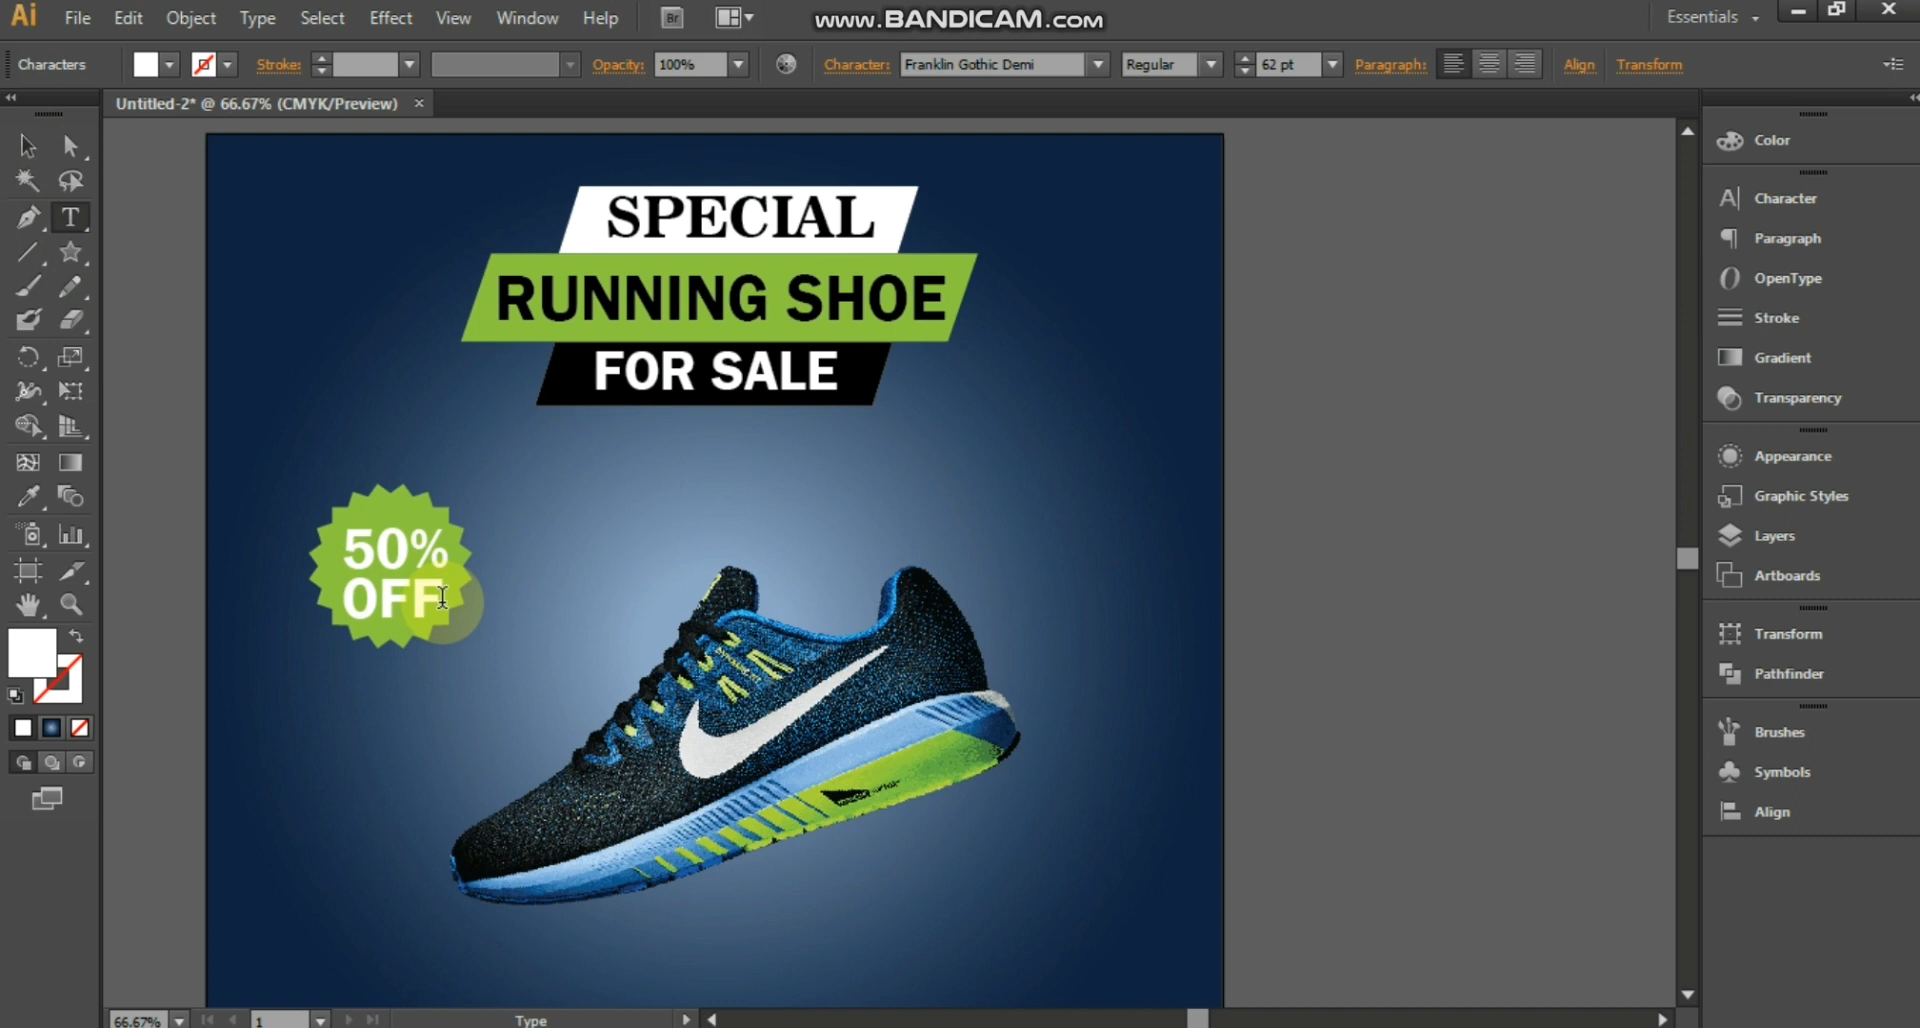 Ai File Edit Object Type Select Effect View Window Help Br www.BANDICAM.com Essentials
Characters Stroke: Opacity: 100% Character: Franklin Gothic Demi Regular 62 pt Paragraph: Align Transform
Untitled-2* @ 66.67% (CMYK/Preview) ×
SPECIAL
RUNNING SHOE
FOR SALE
50%
OFF
Color
Character
Paragraph
OpenType
Stroke
Gradient
Transparency
Appearance
Graphic Styles
Layers
Artboards
Transform
Pathfinder
Brushes
Symbols
Align
66.67% 1 Type